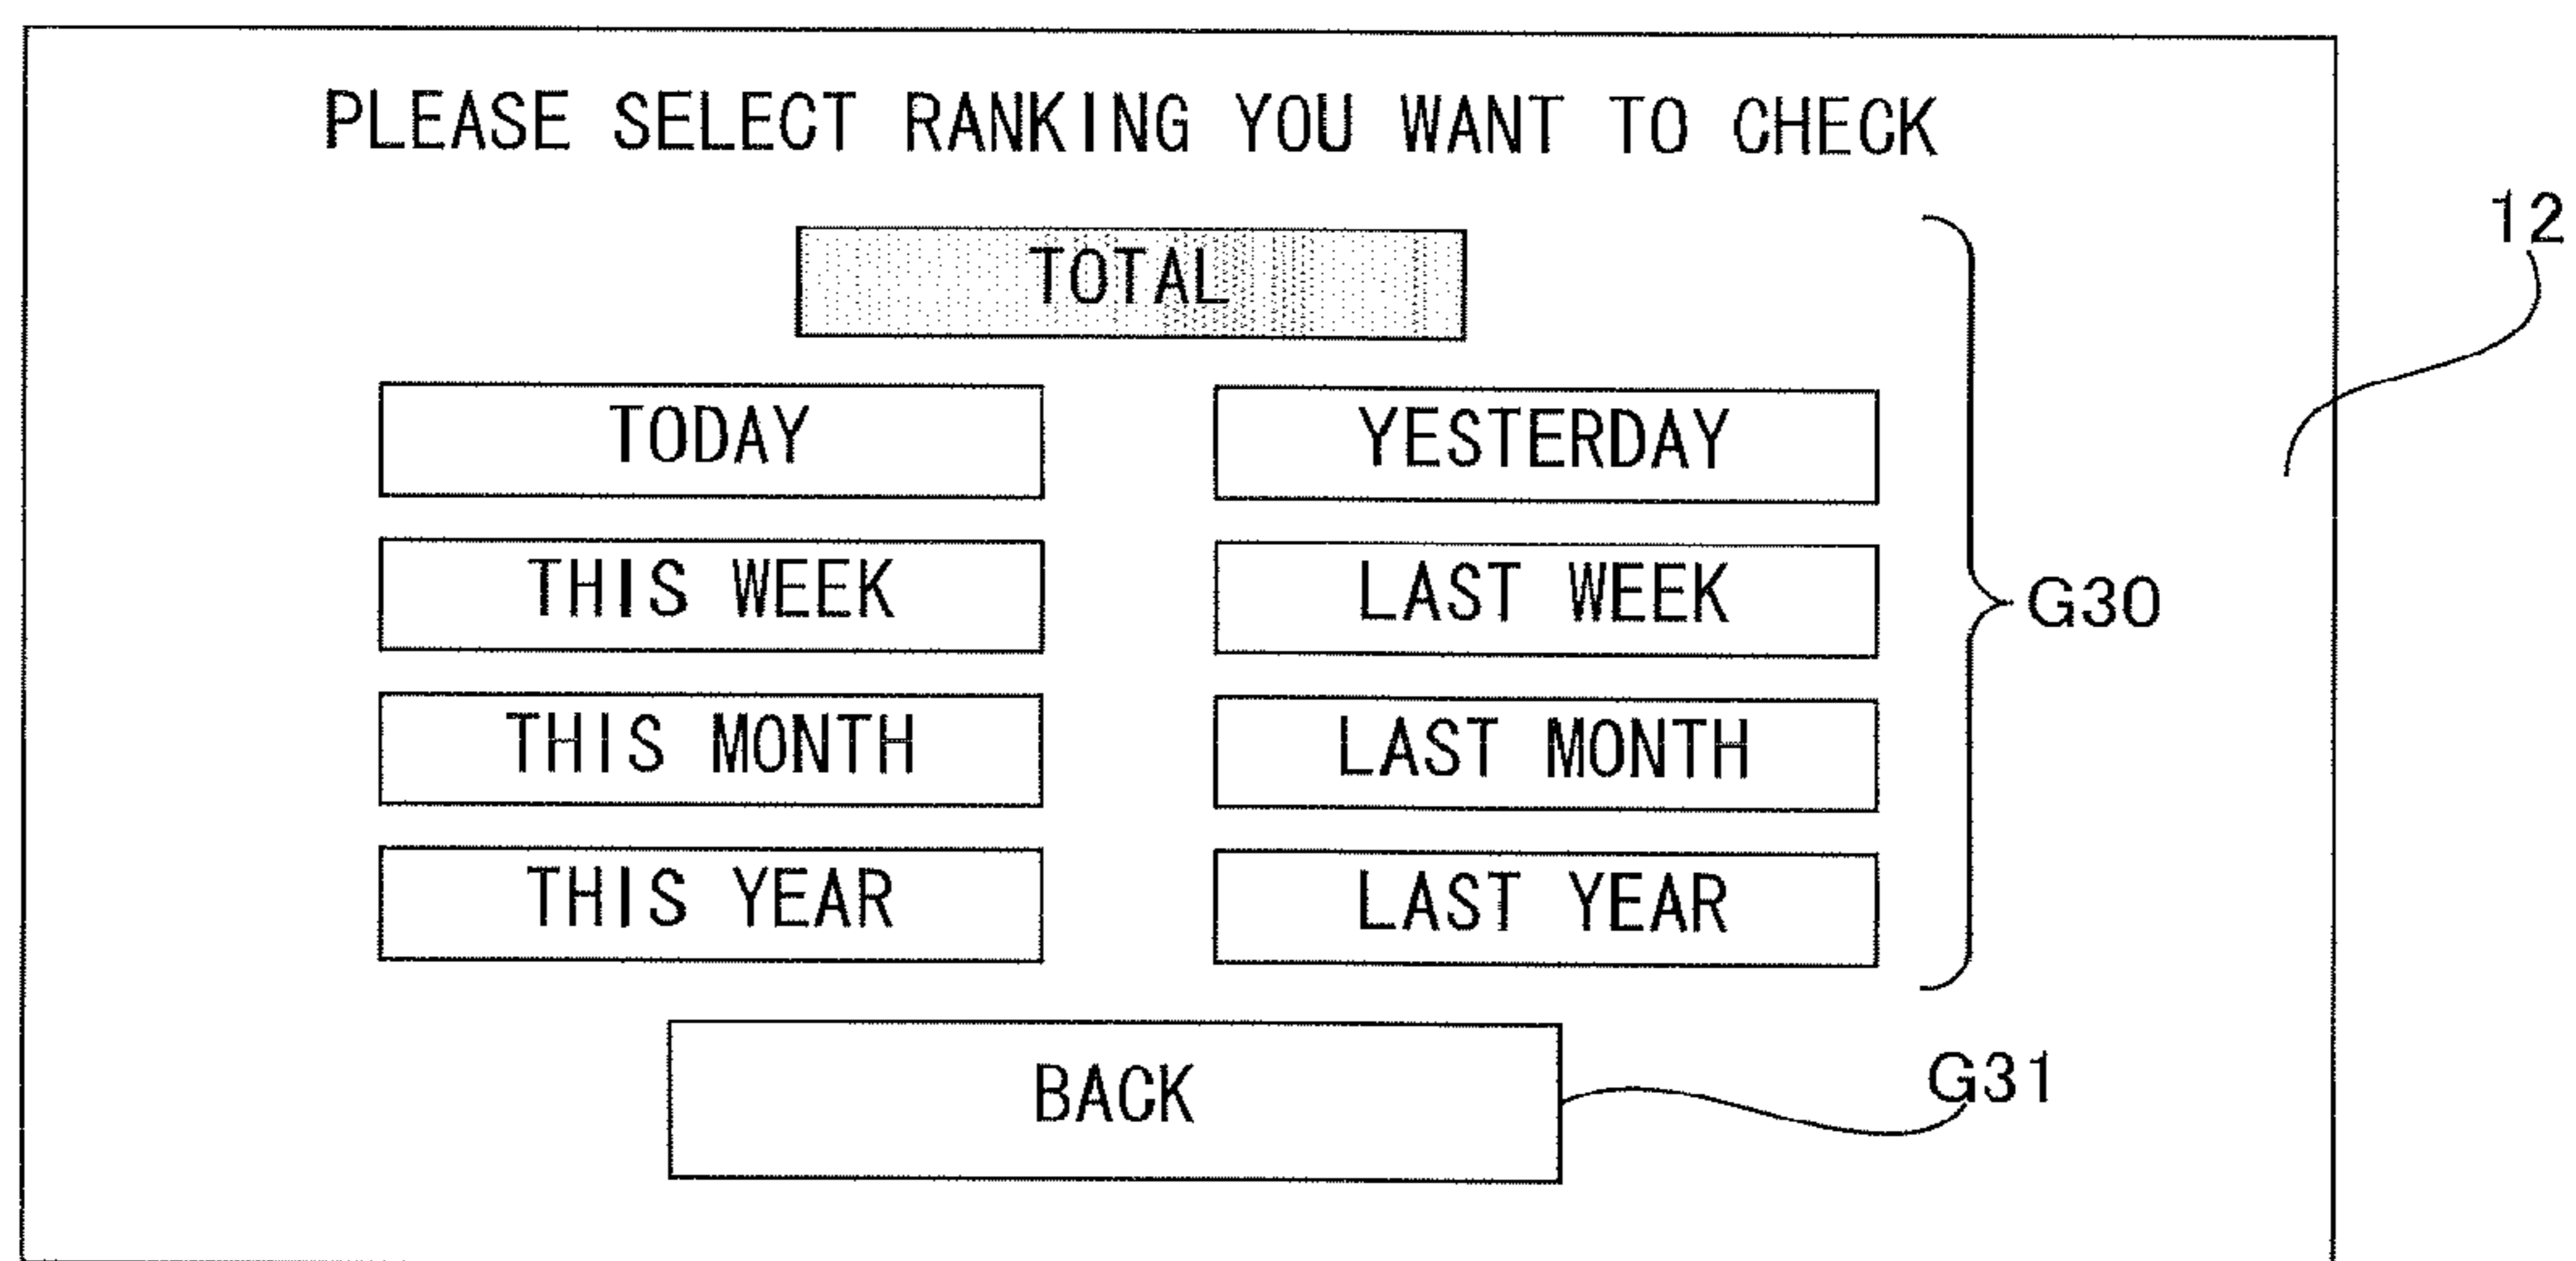 PLEASE SELECT RANKING YOU WANT TO CHECK
12
TOTAL
TODAY YESTERDAY
THIS WEEK LAST WEEK
G30
THIS MONTH LAST MONTH
THIS YEAR LAST YEAR
BACK
G31